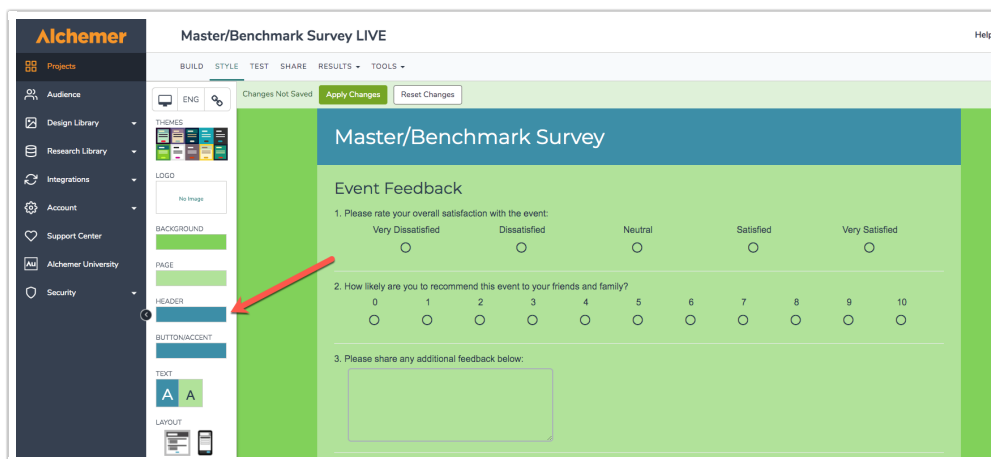 Alchemer
Master/Benchmark Survey LIVE
Help
Projects
BUILD STYLE TEST SHARE RESULTS TOOLS
Audience
Design Library
Research Library
Integrations
Account
Support Center
Au Alchemer University
Security
ENG
Changes Not Saved Apply Changes Reset Changes
THEMES
LOGO
No Image
BACKGROUND
PAGE
HEADER
BUTTON/ACCENT
TEXT
A A
LAYOUT
Master/Benchmark Survey
Event Feedback
1. Please rate your overall satisfaction with the event:
Very Dissatisfied Dissatisfied Neutral Satisfied Very Satisfied
2. How likely are you to recommend this event to your friends and family?
0 1 2 3 4 5 6 7 8 9 10
3. Please share any additional feedback below: